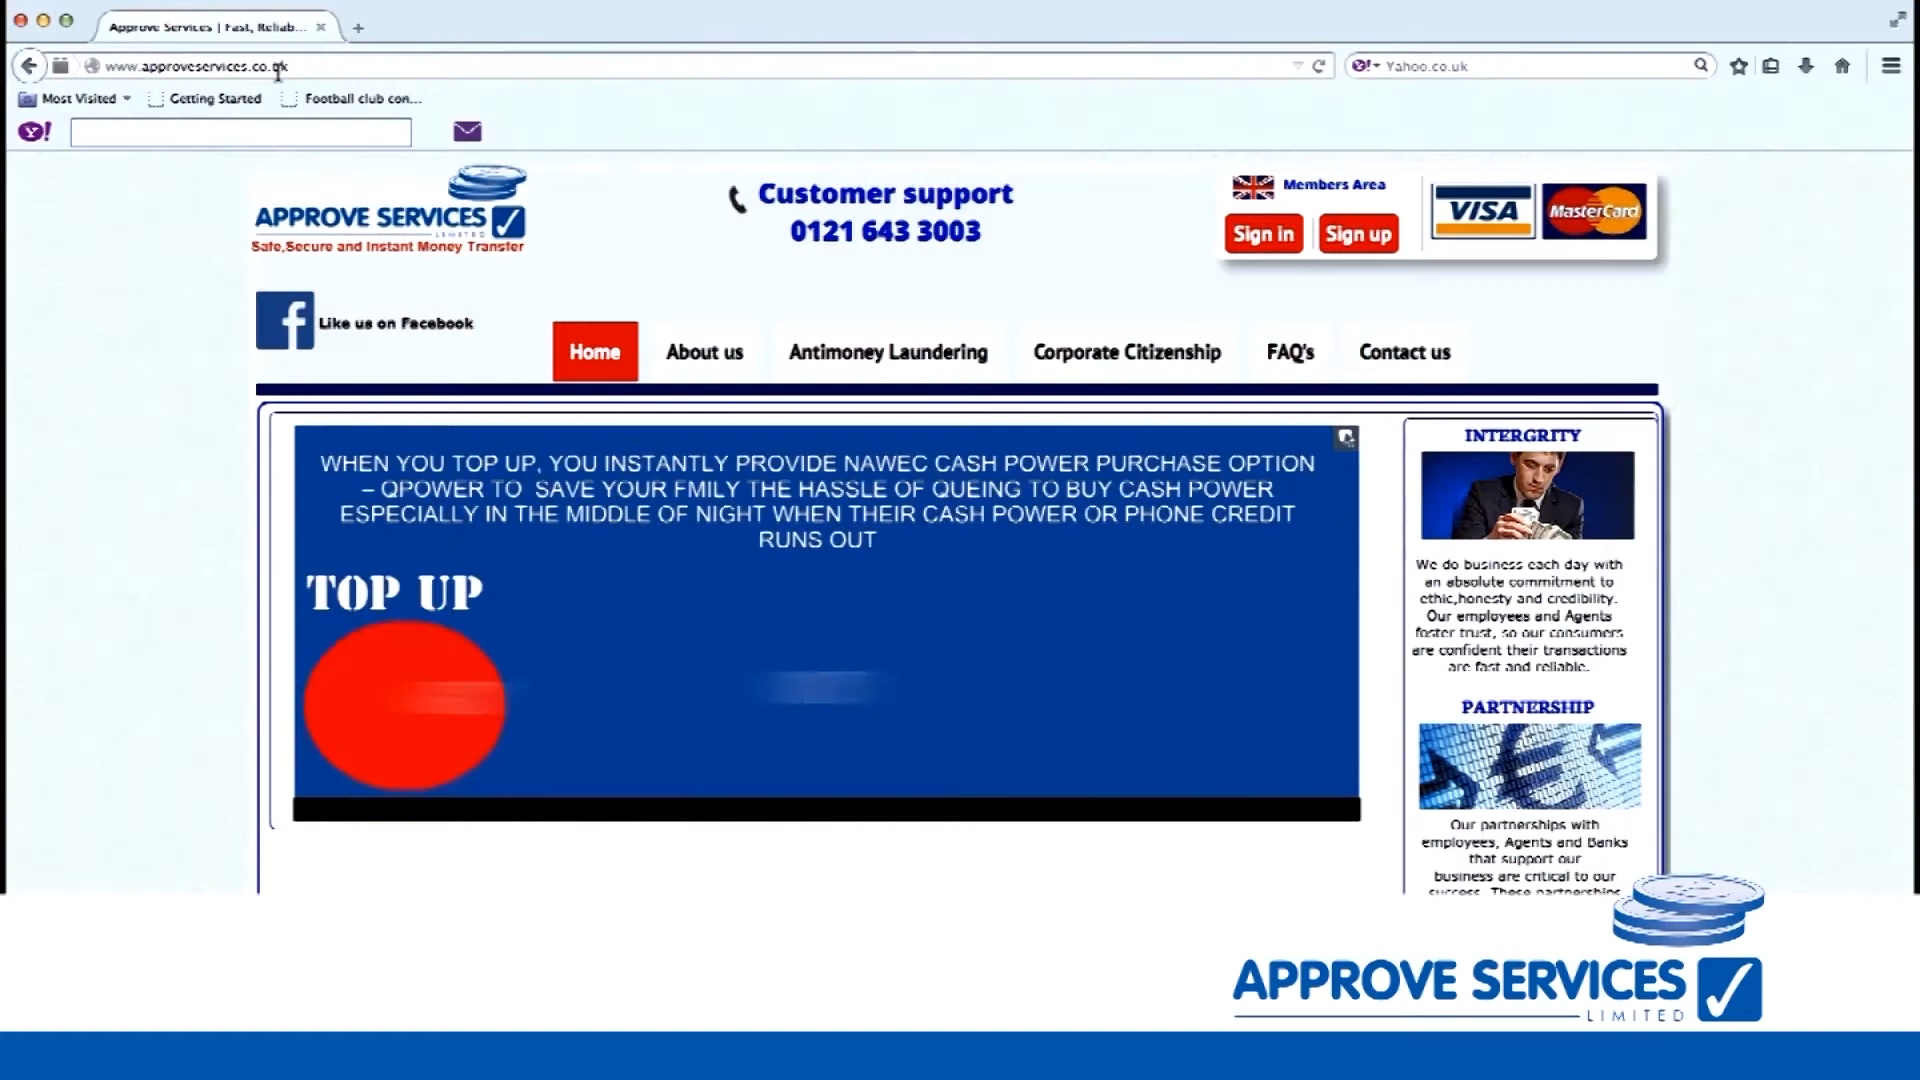 Approve Services | Fast, Reliab...
www.approveservices.co.uk
Yahoo.co.uk
Most Visited
Getting Started
Football club con...
Y!
APPROVE SERVICES
LIMITED
Safe,Secure and Instant Money Transfer
Customer support
0121 643 3003
Members Area
Sign in
Sign up
VISA
MasterCard
f
Like us on Facebook
Home
About us
Antimoney Laundering
Corporate Citizenship
FAQ's
Contact us
WHEN YOU TOP UP, YOU INSTANTLY PROVIDE NAWEC CASH POWER PURCHASE OPTION
– QPOWER TO SAVE YOUR FMILY THE HASSLE OF QUEING TO BUY CASH POWER
ESPECIALLY IN THE MIDDLE OF NIGHT WHEN THEIR CASH POWER OR PHONE CREDIT
RUNS OUT
TOP UP
INTERGRITY
We do business each day with
an absolute commitment to
ethic,honesty and credibility.
Our employees and Agents
foster trust, so our consumers
are confident their transactions
are fast and reliable.
PARTNERSHIP
Our partnerships with
employees, Agents and Banks
that support our
business are critical to our
success. These partnerships
APPROVE SERVICES
LIMITED